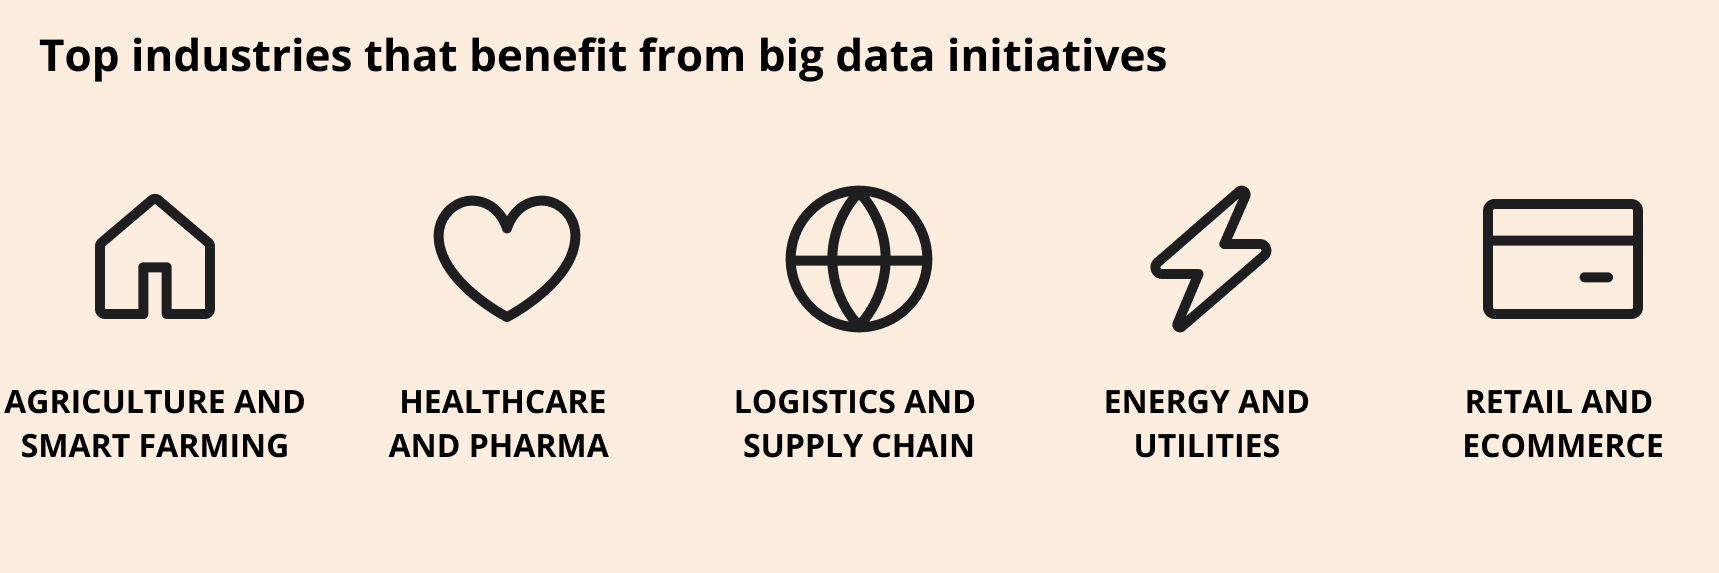 Top industries that benefit from big data initiatives
AGRICULTURE AND
SMART FARMING
HEALTHCARE
AND PHARMA
LOGISTICS AND
SUPPLY CHAIN
ENERGY AND
UTILITIES
RETAIL AND
ECOMMERCE